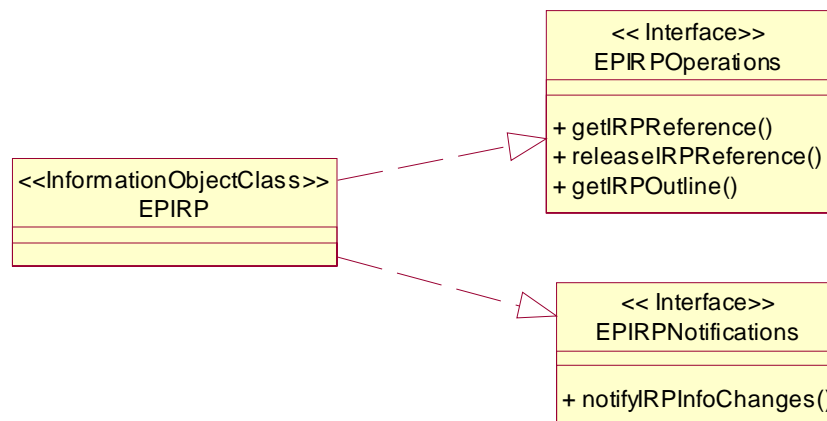 << Interface>>
EPIRPOperations
+ getIRPReference()
+ releaseIRPReference()
+ getIRPOutline()
<<InformationObjectClass>>
EPIRP
<< Interface>>
EPIRPNotifications
+ notifyIRPInfoChanges()